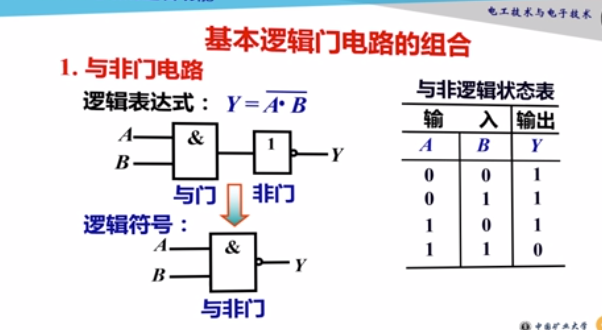 电工技术与电子技术
基本逻辑门电路的组合
1. 与非门电路
逻辑表达式： Y = \overline{A• B}
A
B
&
1
Y
与门
非门
逻辑符号：
A
B
&
Y
与非门
与非逻辑状态表
输 入 输出
A B Y
0 0 1
0 1 1
1 0 1
1 1 0
中国矿业大学